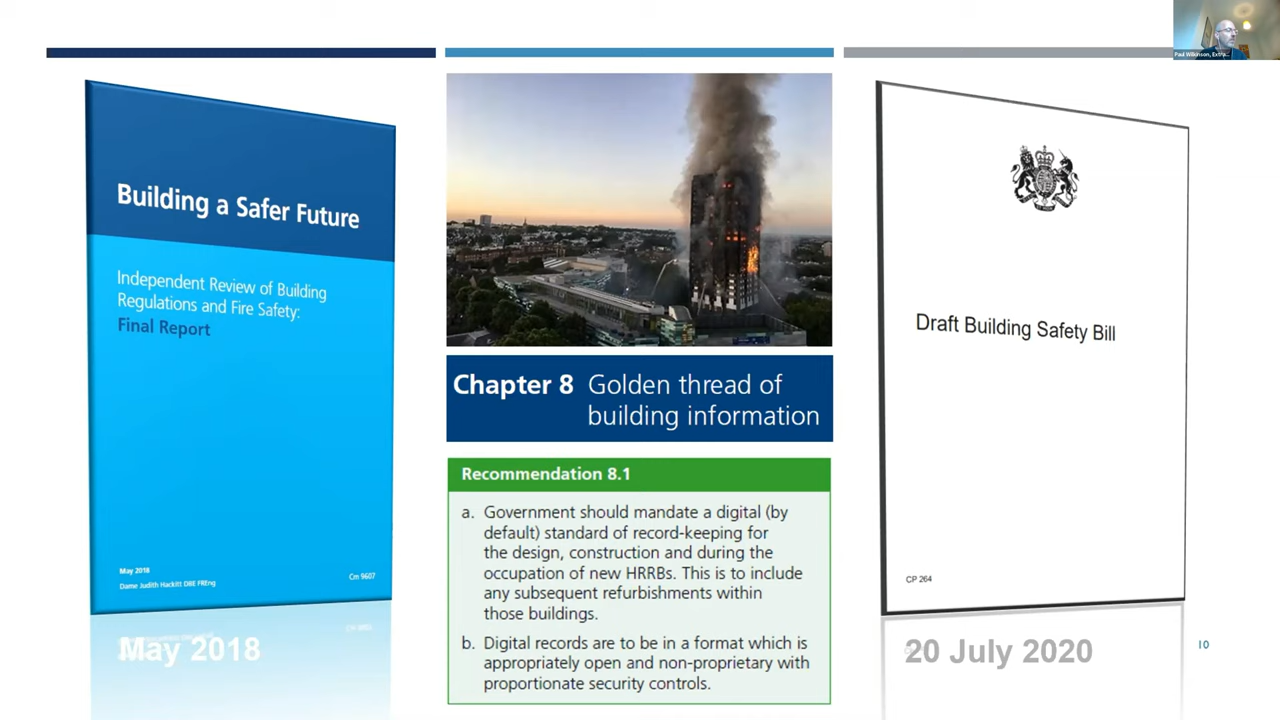 Paul Wilkinson, Extra...
Building a Safer Future
Independent Review of Building
Regulations and Fire Safety:
Final Report
May 2018
Dame Judith Hackitt DBE FREng
Cm 9607
May 2018
Chapter 8 Golden thread of
building information
Recommendation 8.1
a. Government should mandate a digital (by
default) standard of record-keeping for
the design, construction and during the
occupation of new HRRBs. This is to include
any subsequent refurbishments within
those buildings.
b. Digital records are to be in a format which is
appropriately open and non-proprietary with
proportionate security controls.
Draft Building Safety Bill
CP 264
20 July 2020
10